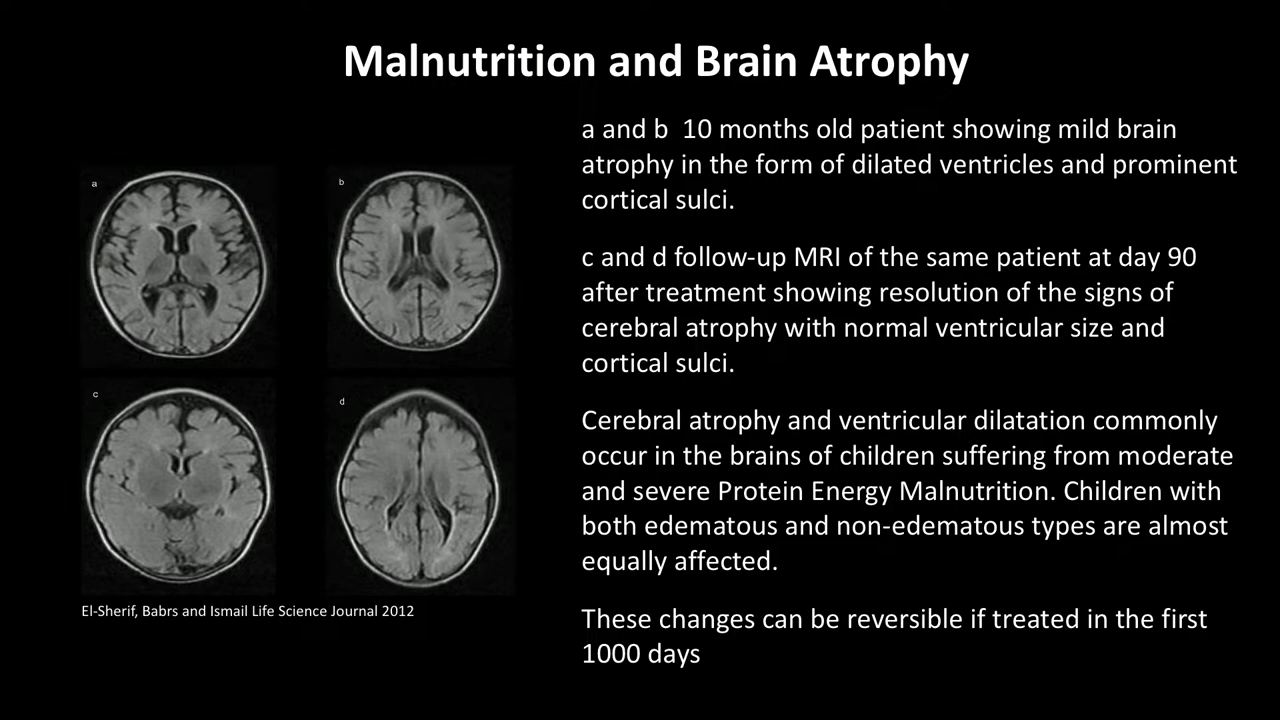 Malnutrition and Brain Atrophy
a
b
c
d
El-Sherif, Babrs and Ismail Life Science Journal 2012
a and b  10 months old patient showing mild brain
atrophy in the form of dilated ventricles and prominent
cortical sulci.
c and d follow-up MRI of the same patient at day 90
after treatment showing resolution of the signs of
cerebral atrophy with normal ventricular size and
cortical sulci.
Cerebral atrophy and ventricular dilatation commonly
occur in the brains of children suffering from moderate
and severe Protein Energy Malnutrition. Children with
both edematous and non-edematous types are almost
equally affected.
These changes can be reversible if treated in the first
1000 days